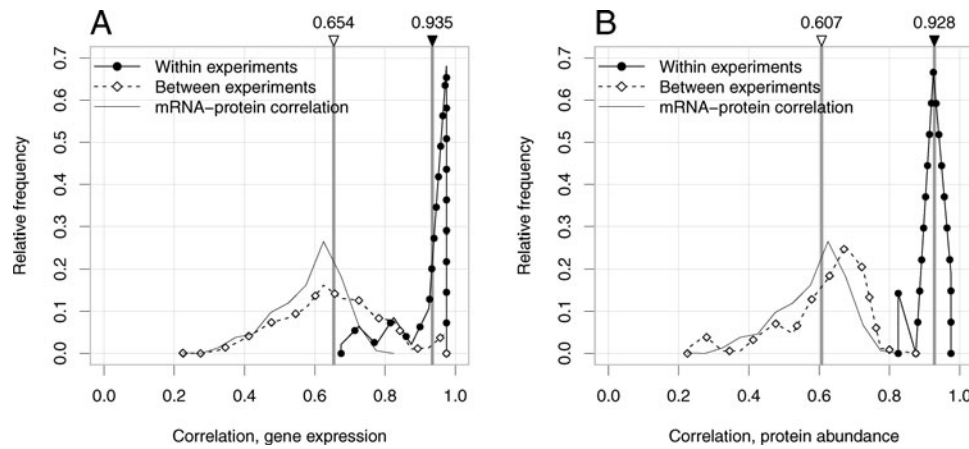 A
0.654 0.935
0.7
0.6
0.5
0.4
0.3
0.2
0.1
0.0
Relative frequency
Within experiments
Between experiments
mRNA−protein correlation
0.0 0.2 0.4 0.6 0.8 1.0
Correlation, gene expression
B
0.607 0.928
0.7
0.6
0.5
0.4
0.3
0.2
0.1
0.0
Relative frequency
Within experiments
Between experiments
mRNA−protein correlation
0.0 0.2 0.4 0.6 0.8 1.0
Correlation, protein abundance